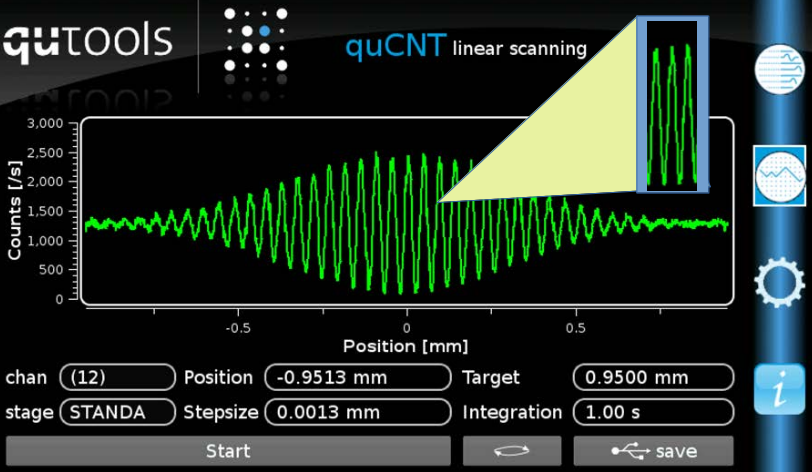 qutools
quCNT linear scanning
3,000
2,500
2,000
1,500
1,000
500
0
Counts [/s]
-0.5 0 0.5
Position [mm]
chan (12) Position -0.9513 mm Target 0.9500 mm
stage STANDA Stepsize 0.0013 mm Integration 1.00 s
Start save
i